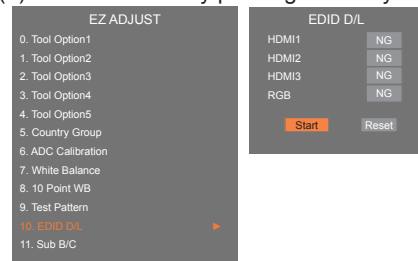 EZ ADJUST
0. Tool Option1
1. Tool Option2
2. Tool Option3
3. Tool Option4
4. Tool Option5
5. Country Group
6. ADC Calibration
7. White Balance
8. 10 Point WB
9. Test Pattern
10. EDID D/L ►
11. Sub B/C
EDID D/L
HDMI1 NG
HDMI2 NG
HDMI3 NG
RGB NG
Start Reset